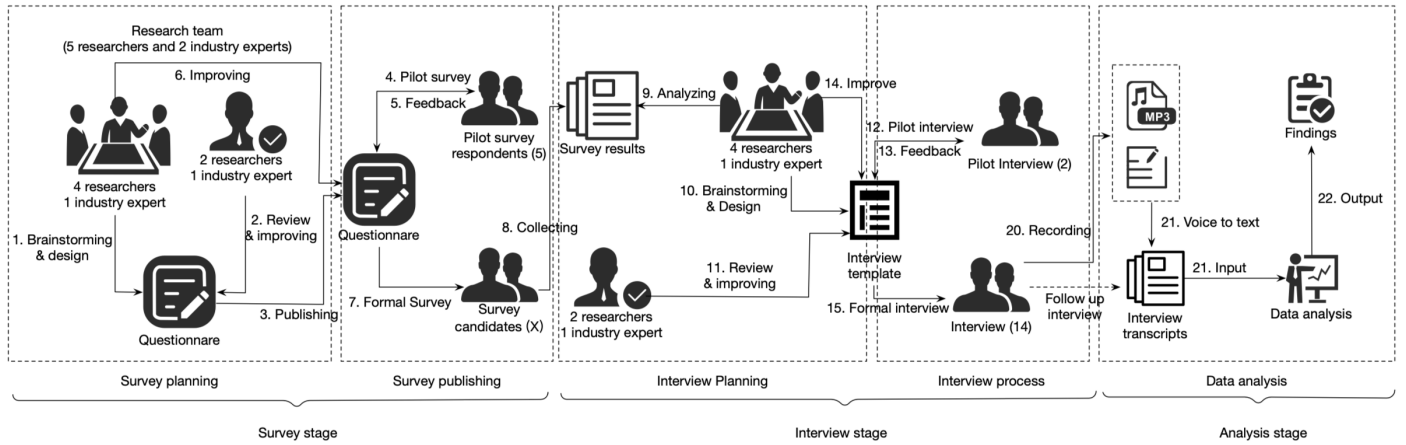 Research team
(5 researchers and 2 industry experts)
6. Improving
4 researchers
1 industry expert
2 researchers
1 industry expert
1. Brainstorming
& design
2. Review
& improving
3. Publishing
Questionnare
4. Pilot survey
5. Feedback
Pilot survey
respondents (5)
Questionnare
7. Formal Survey
Survey
candidates (X)
8. Collecting
Survey results
9. Analyzing
4 researchers
1 industry expert
14. Improve
10. Brainstorming
& Design
11. Review
& improving
2 researchers
1 industry expert
Interview
template
12. Pilot interview
13. Feedback
Pilot Interview (2)
15. Formal interview
Interview (14)
20. Recording
Follow up
interview
MP3
21. Voice to text
Interview
transcripts
21. Input
Data analysis
22. Output
Findings
Survey planning
Survey publishing
Interview Planning
Interview process
Data analysis
Survey stage
Interview stage
Analysis stage